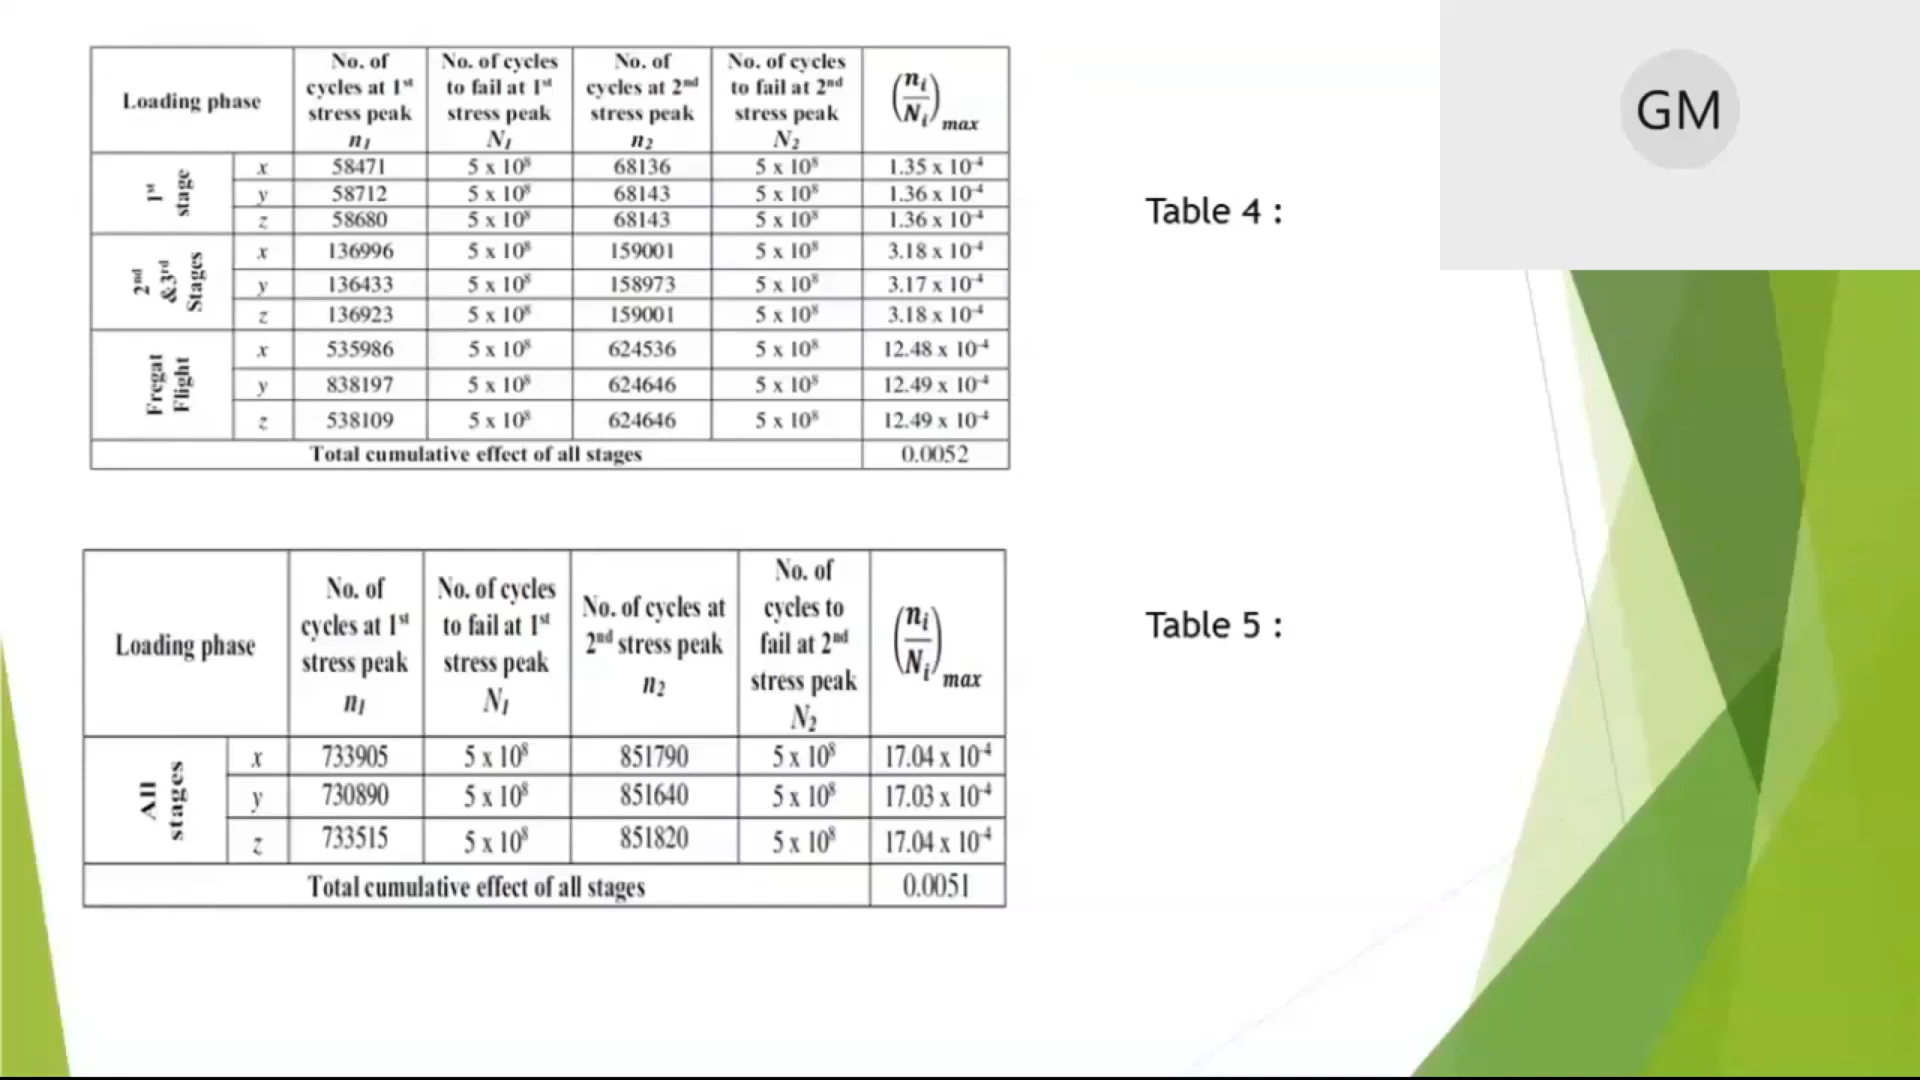 Loading phase No. of cycles at 1st stress peak n1 No. of cycles to fail at 1st stress peak N1 No. of cycles at 2nd stress peak n2 No. of cycles to fail at 2nd stress peak N2 (ni/Ni)max
1st stage x 58471 5 x 10⁸ 68136 5 x 10⁸ 1.35 x 10⁻⁴
y 58712 5 x 10⁸ 68143 5 x 10⁸ 1.36 x 10⁻⁴
z 58680 5 x 10⁸ 68143 5 x 10⁸ 1.36 x 10⁻⁴
2nd &3rd Stages x 136996 5 x 10⁸ 159001 5 x 10⁸ 3.18 x 10⁻⁴
y 136433 5 x 10⁸ 158973 5 x 10⁸ 3.17 x 10⁻⁴
z 136923 5 x 10⁸ 159001 5 x 10⁸ 3.18 x 10⁻⁴
Fregat Flight x 535986 5 x 10⁸ 624536 5 x 10⁸ 12.48 x 10⁻⁴
y 838197 5 x 10⁸ 624646 5 x 10⁸ 12.49 x 10⁻⁴
z 538109 5 x 10⁸ 624646 5 x 10⁸ 12.49 x 10⁻⁴
Total cumulative effect of all stages 0.0052
Table 4 :
GM
Loading phase No. of cycles at 1st stress peak n1 No. of cycles to fail at 1st stress peak N1 No. of cycles at 2nd stress peak n2 No. of cycles to fail at 2nd stress peak N2 (ni/Ni)max
All stages x 733905 5 x 10⁸ 851790 5 x 10⁸ 17.04 x 10⁻⁴
y 730890 5 x 10⁸ 851640 5 x 10⁸ 17.03 x 10⁻⁴
z 733515 5 x 10⁸ 851820 5 x 10⁸ 17.04 x 10⁻⁴
Total cumulative effect of all stages 0.0051
Table 5 :